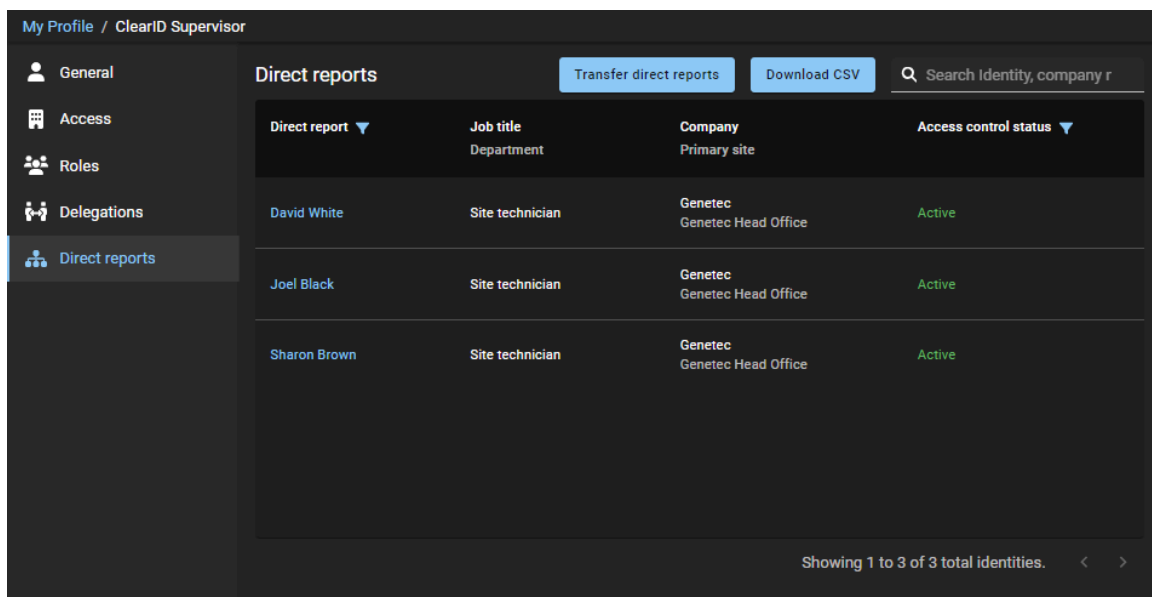 My Profile / ClearID Supervisor
General
Access
Roles
Delegations
Direct reports
Direct reports
Transfer direct reports
Download CSV
Search Identity, company r
Direct report
Job title
Department
Company
Primary site
Access control status
David White
Site technician
Genetec
Genetec Head Office
Active
Joel Black
Site technician
Genetec
Genetec Head Office
Active
Sharon Brown
Site technician
Genetec
Genetec Head Office
Active
Showing 1 to 3 of 3 total identities.